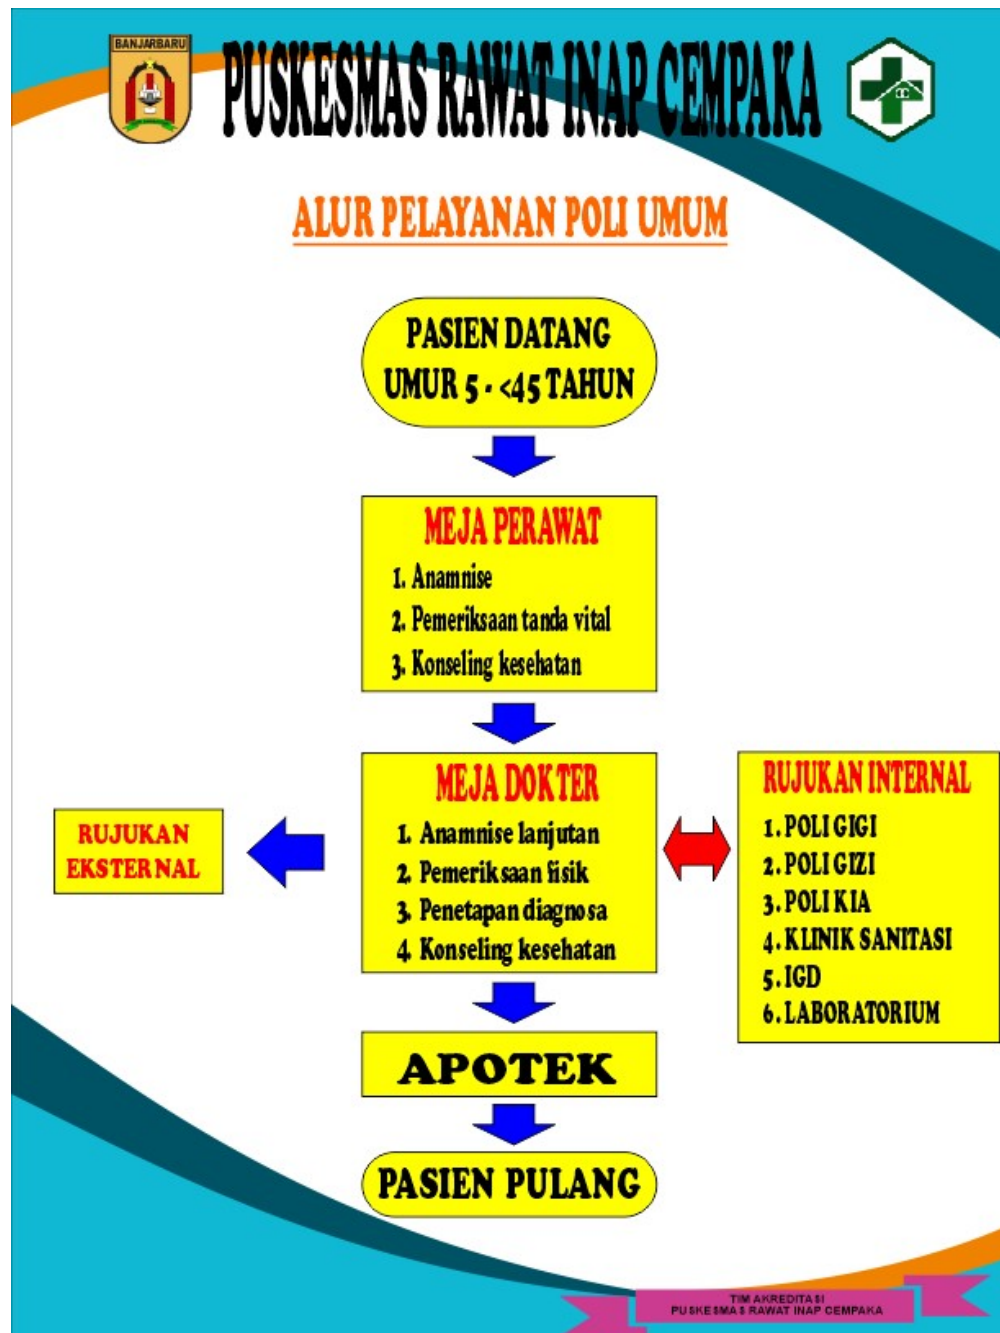 BANJARBARU
PUSKESMAS RAWAT INAP CEMPAKA
ALUR PELAYANAN POLI UMUM
PASIEN DATANG
UMUR 5 - <45 TAHUN
MEJA PERAWAT
1. Anamnise
2. Pemeriksaan tanda vital
3. Konseling kesehatan
MEJA DOKTER
1. Anamnise lanjutan
2. Pemeriksaan fisik
3. Penetapan diagnosa
4. Konseling kesehatan
RUJUKAN
EKSTERNAL
RUJUKAN INTERNAL
1. POLI GIGI
2. POLI GIZI
3. POLI KIA
4. KLINIK SANITASI
5. IGD
6. LABORATORIUM
APOTEK
PASIEN PULANG
TIM AKREDITASI
PUSKESMAS RAWAT INAP CEMPAKA